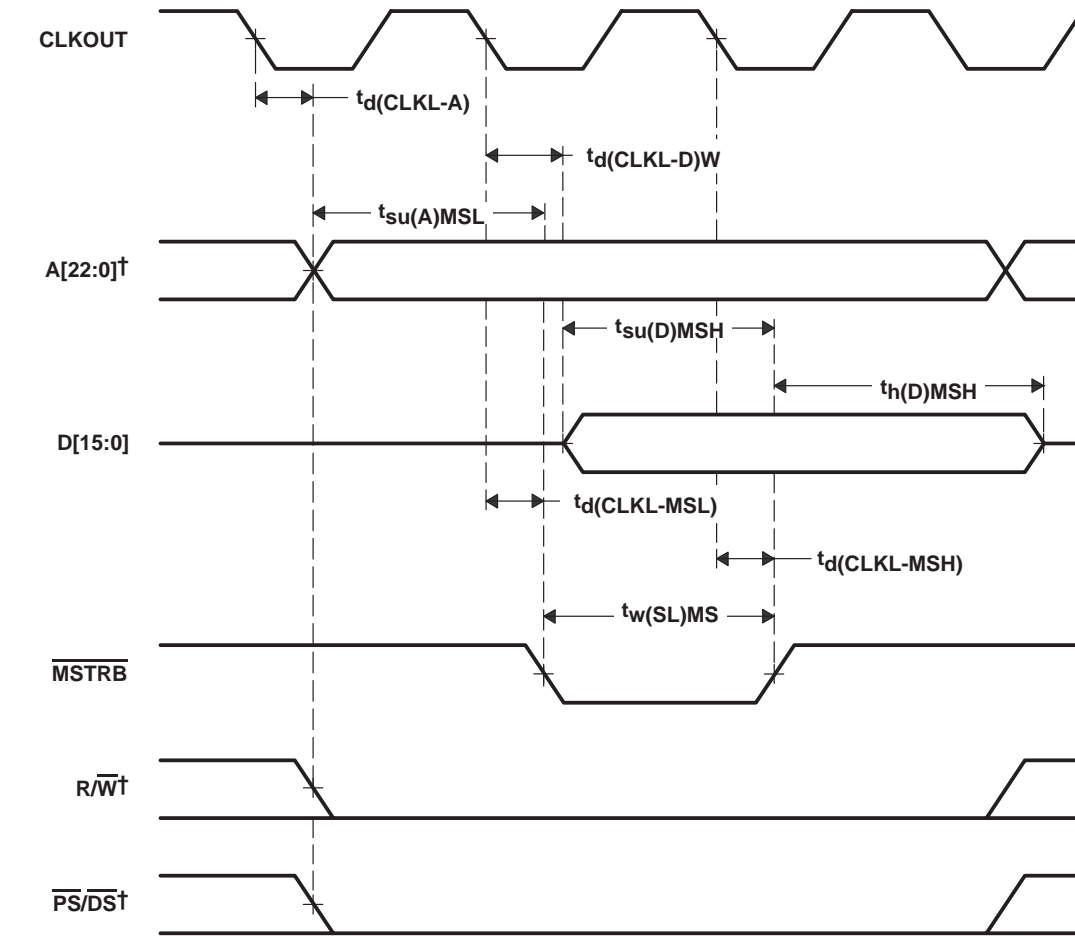 CLKOUT
td(CLKL-A)
td(CLKL-D)W
tsu(A)MSL
A[22:0]†
tsu(D)MSH
th(D)MSH
D[15:0]
td(CLKL-MSL)
td(CLKL-MSH)
tw(SL)MS
MSTRB
R/W†
PS/DS†